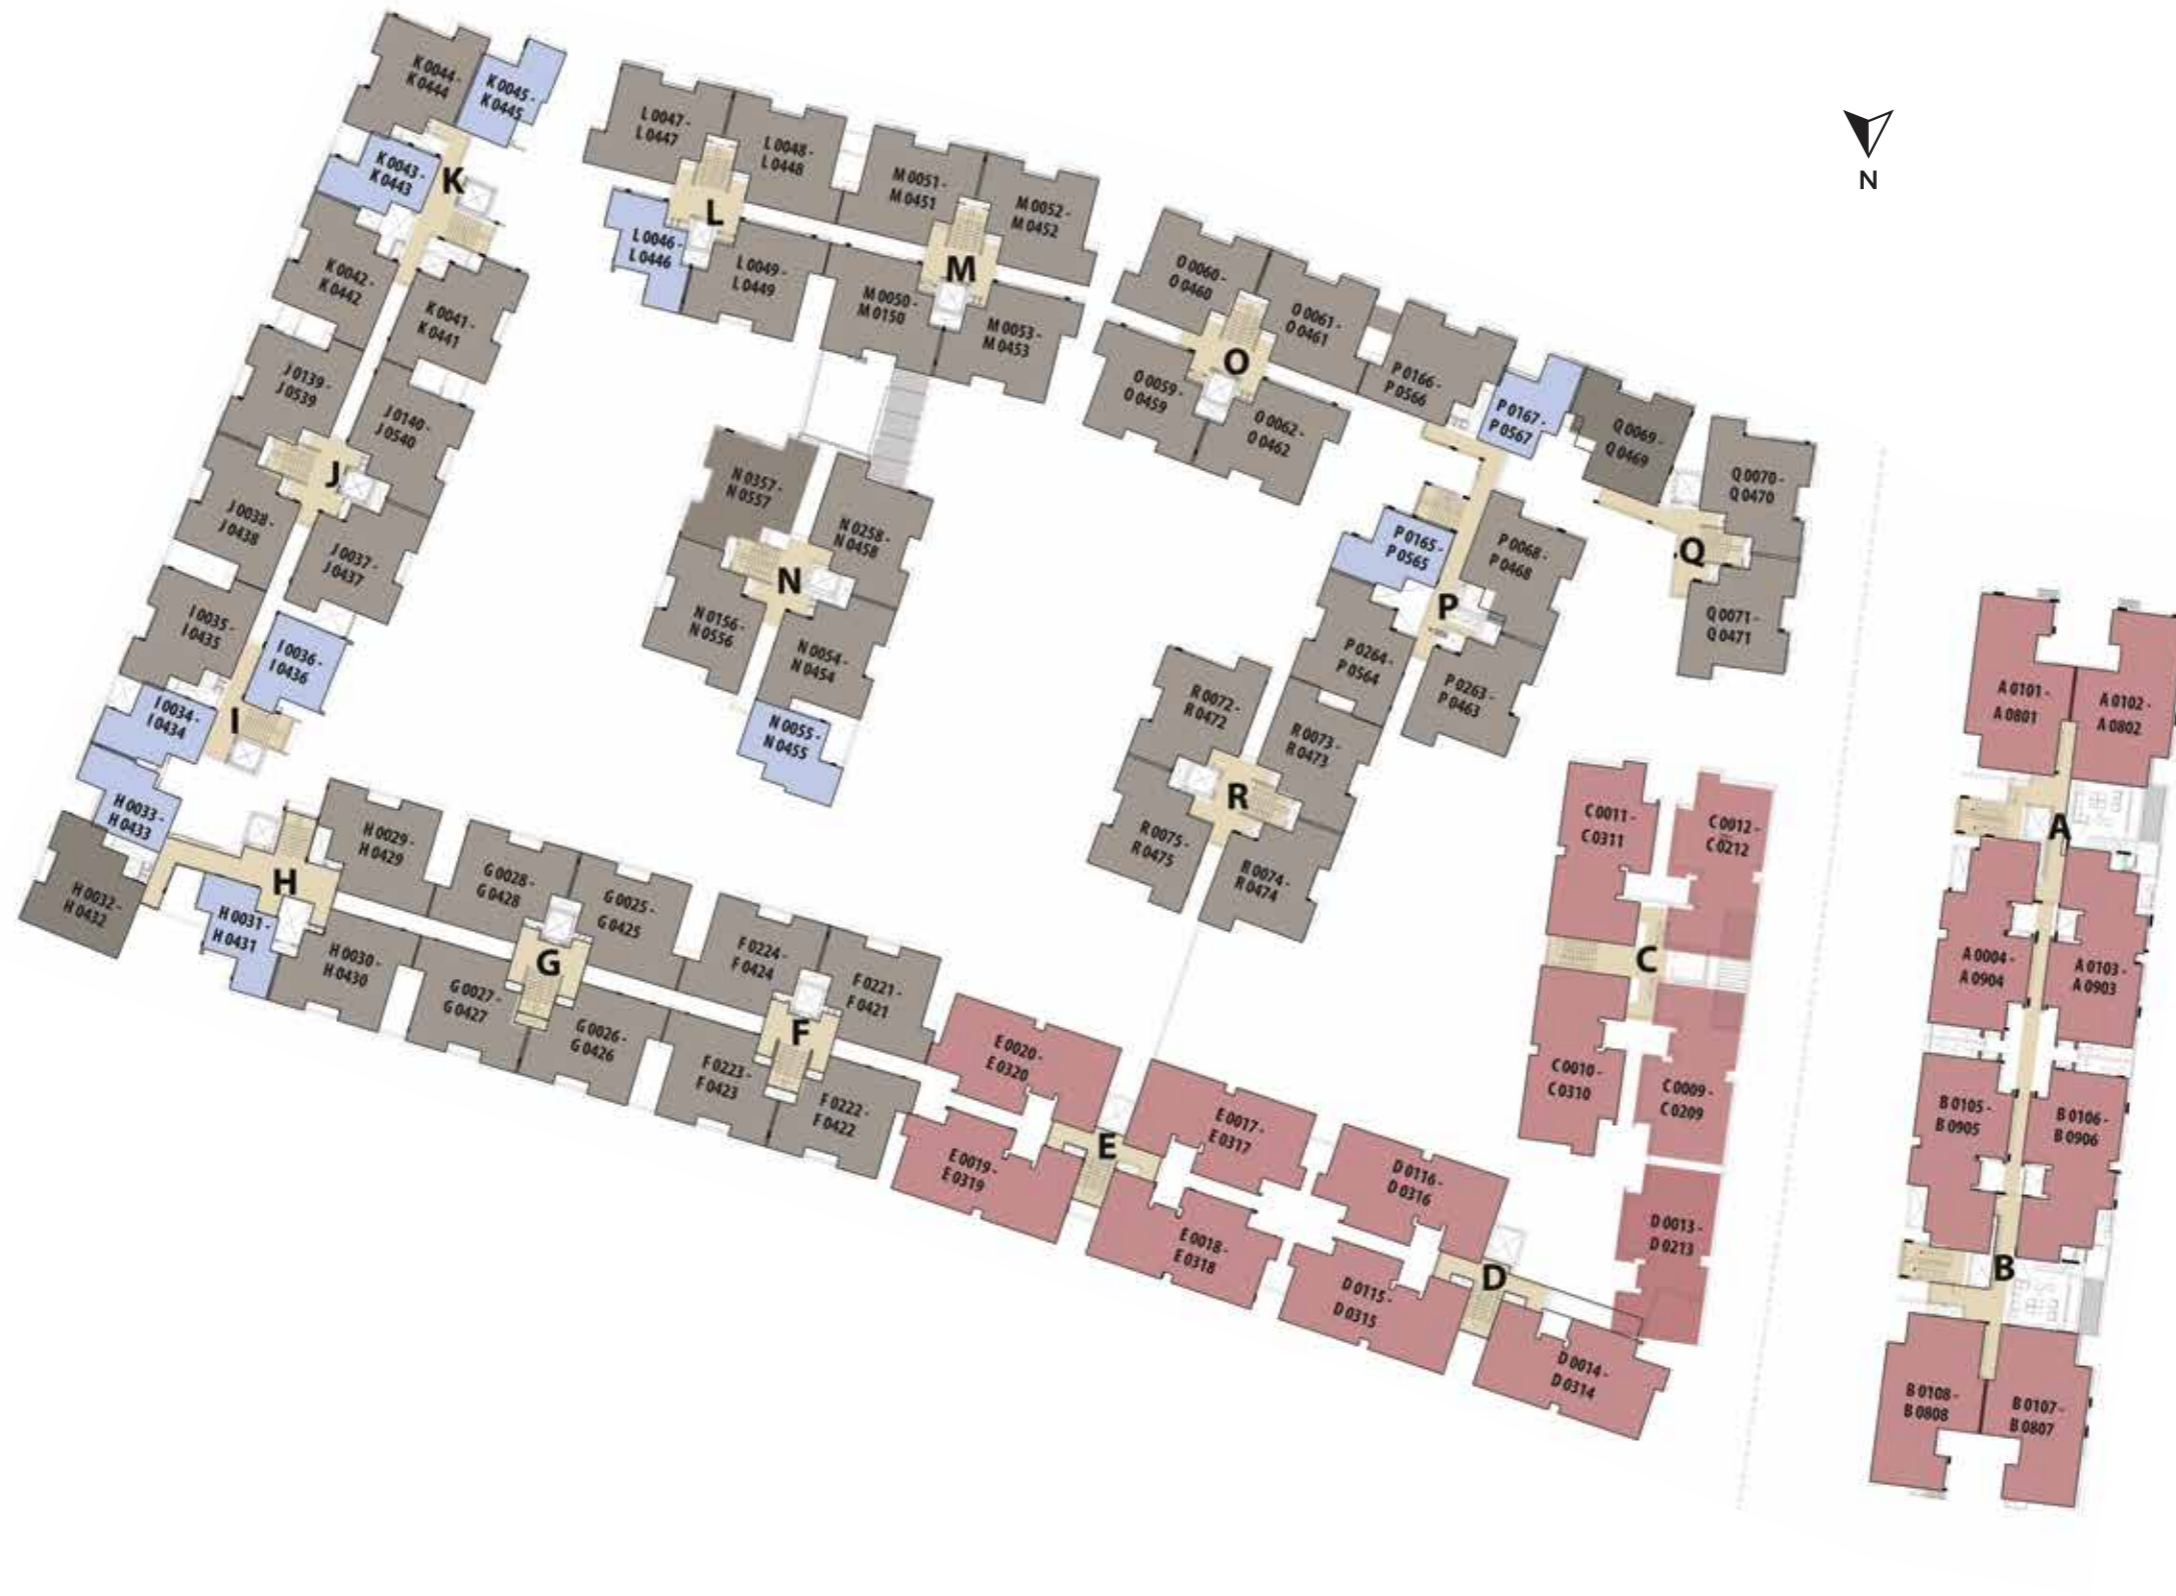 K 0044 -
K 0444
K 0045 -
K 0445
K 0043 -
K 0443
K
K 0042 -
K 0442
K 0041 -
K 0441
L 0047 -
L 0447
L 0048 -
L 0448
L
L 0046 -
L 0446
L 0049 -
L 0449
M 0051 -
M 0451
M 0052 -
M 0452
M
M 0050 -
M 0150
M 0053 -
M 0453
N
O 0060 -
O 0460
O 0061 -
O 0461
O
O 0059 -
O 0459
O 0062 -
O 0462
P 0166 -
P 0566
P 0167 -
P 0567
Q 0069 -
Q 0469
Q 0070 -
Q 0470
Q
Q 0071 -
Q 0471
P 0165 -
P 0565
P 0068 -
P 0468
P
P 0264 -
P 0564
P 0263 -
P 0463
J 0139 -
J 0539
J 0140 -
J 0540
J
J 0038 -
J 0438
J 0037 -
J 0437
N 0357 -
N 0557
N 0258 -
N 0458
N
N 0156 -
N 0556
N 0054 -
N 0454
N 0055 -
N 0455
I 0035 -
I 0435
I 0036 -
I 0436
I 0034 -
I 0434
I
R 0072 -
R 0472
R 0073 -
R 0473
R
R 0075 -
R 0475
R 0074 -
R 0474
H 0033 -
H 0433
H 0029 -
H 0429
H
H 0032 -
H 0432
H 0031 -
H 0431
H 0030 -
H 0430
G 0028 -
G 0428
G 0025 -
G 0425
G
G 0027 -
G 0427
G 0026 -
G 0426
F 0224 -
F 0424
F 0221 -
F 0421
F
F 0223 -
F 0423
F 0222 -
F 0422
E 0020 -
E 0320
E 0017 -
E 0317
E
E 0019 -
E 0319
E 0018 -
E 0318
D 0116 -
D 0316
D
D 0115 -
D 0315
D 0014 -
D 0314
D 0013 -
D 0213
C 0011 -
C 0311
C 0012 -
C 0212
C
C 0010 -
C 0310
C 0009 -
C 0209
A 0101 -
A 0801
A 0102 -
A 0802
A
A 0004 -
A 0904
A 0103 -
A 0903
B 0105 -
B 0905
B 0106 -
B 0906
B
B 0108 -
B 0808
B 0107 -
B 0807